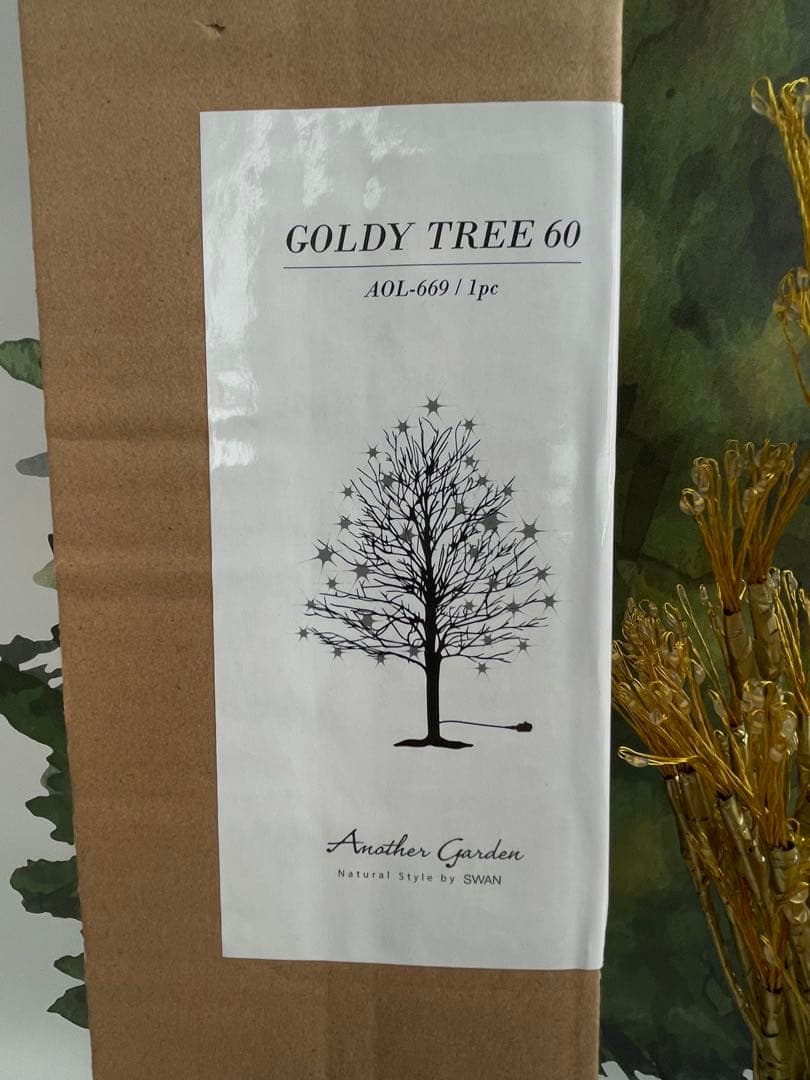 GOLDY TREE 60
AOL-669 / 1pc
Another Garden
Natural Style by SWAN